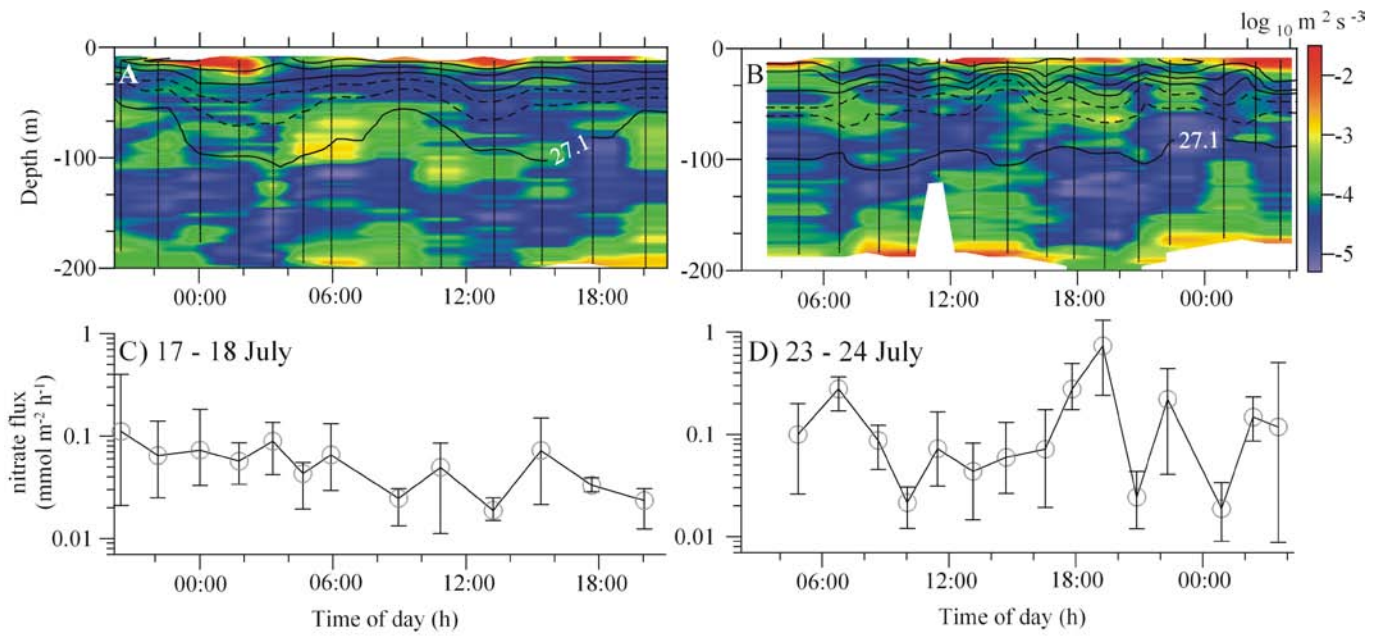 log 10 m 2 s -3
0
-100
-200
Depth (m)
A
27.1
00:00 06:00 12:00 18:00
0
-100
-200
B
27.1
06:00 12:00 18:00 00:00
-2
-3
-4
-5
1
0.1
0.01
nitrate flux
(mmol m-2 h-1)
C) 17 - 18 July
00:00 06:00 12:00 18:00
Time of day (h)
1
0.1
0.01
D) 23 - 24 July
06:00 12:00 18:00 00:00
Time of day (h)